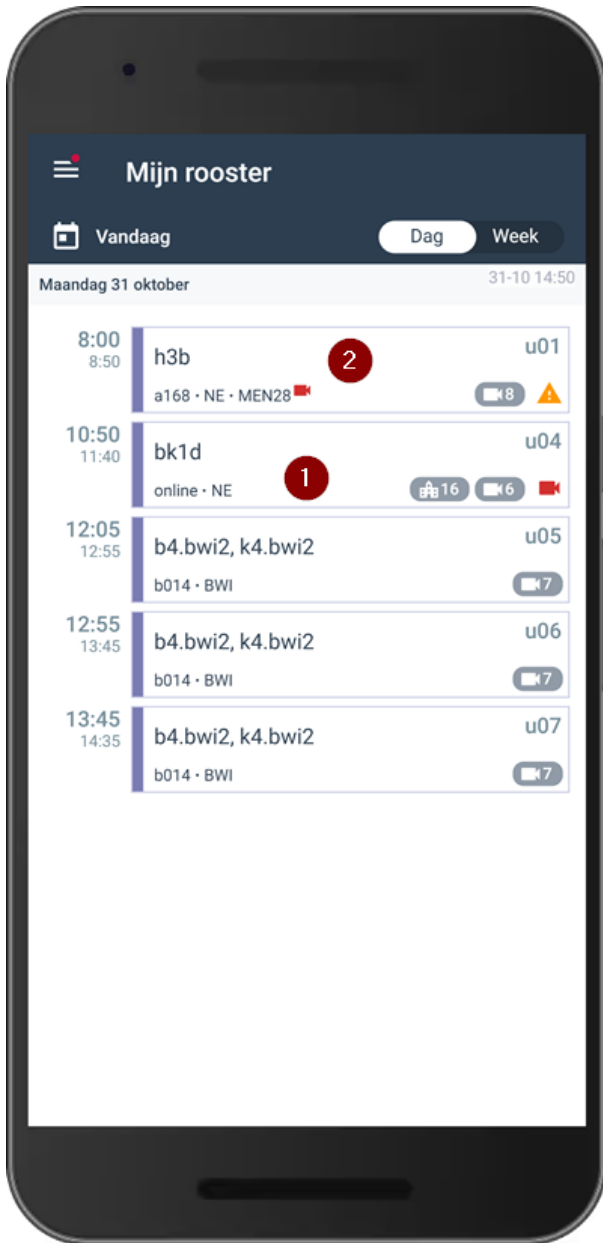 Mijn rooster
Vandaag Dag Week
Maandag 31 oktober 31-10 14:50
8:00 h3b 2 u01
8:50 a168 • NE • MEN28 8
10:50 bk1d u04
11:40 online • NE 1 16 6
12:05 b4.bwi2, k4.bwi2 u05
12:55 b014 • BWI 7
12:55 b4.bwi2, k4.bwi2 u06
13:45 b014 • BWI 7
13:45 b4.bwi2, k4.bwi2 u07
14:35 b014 • BWI 7